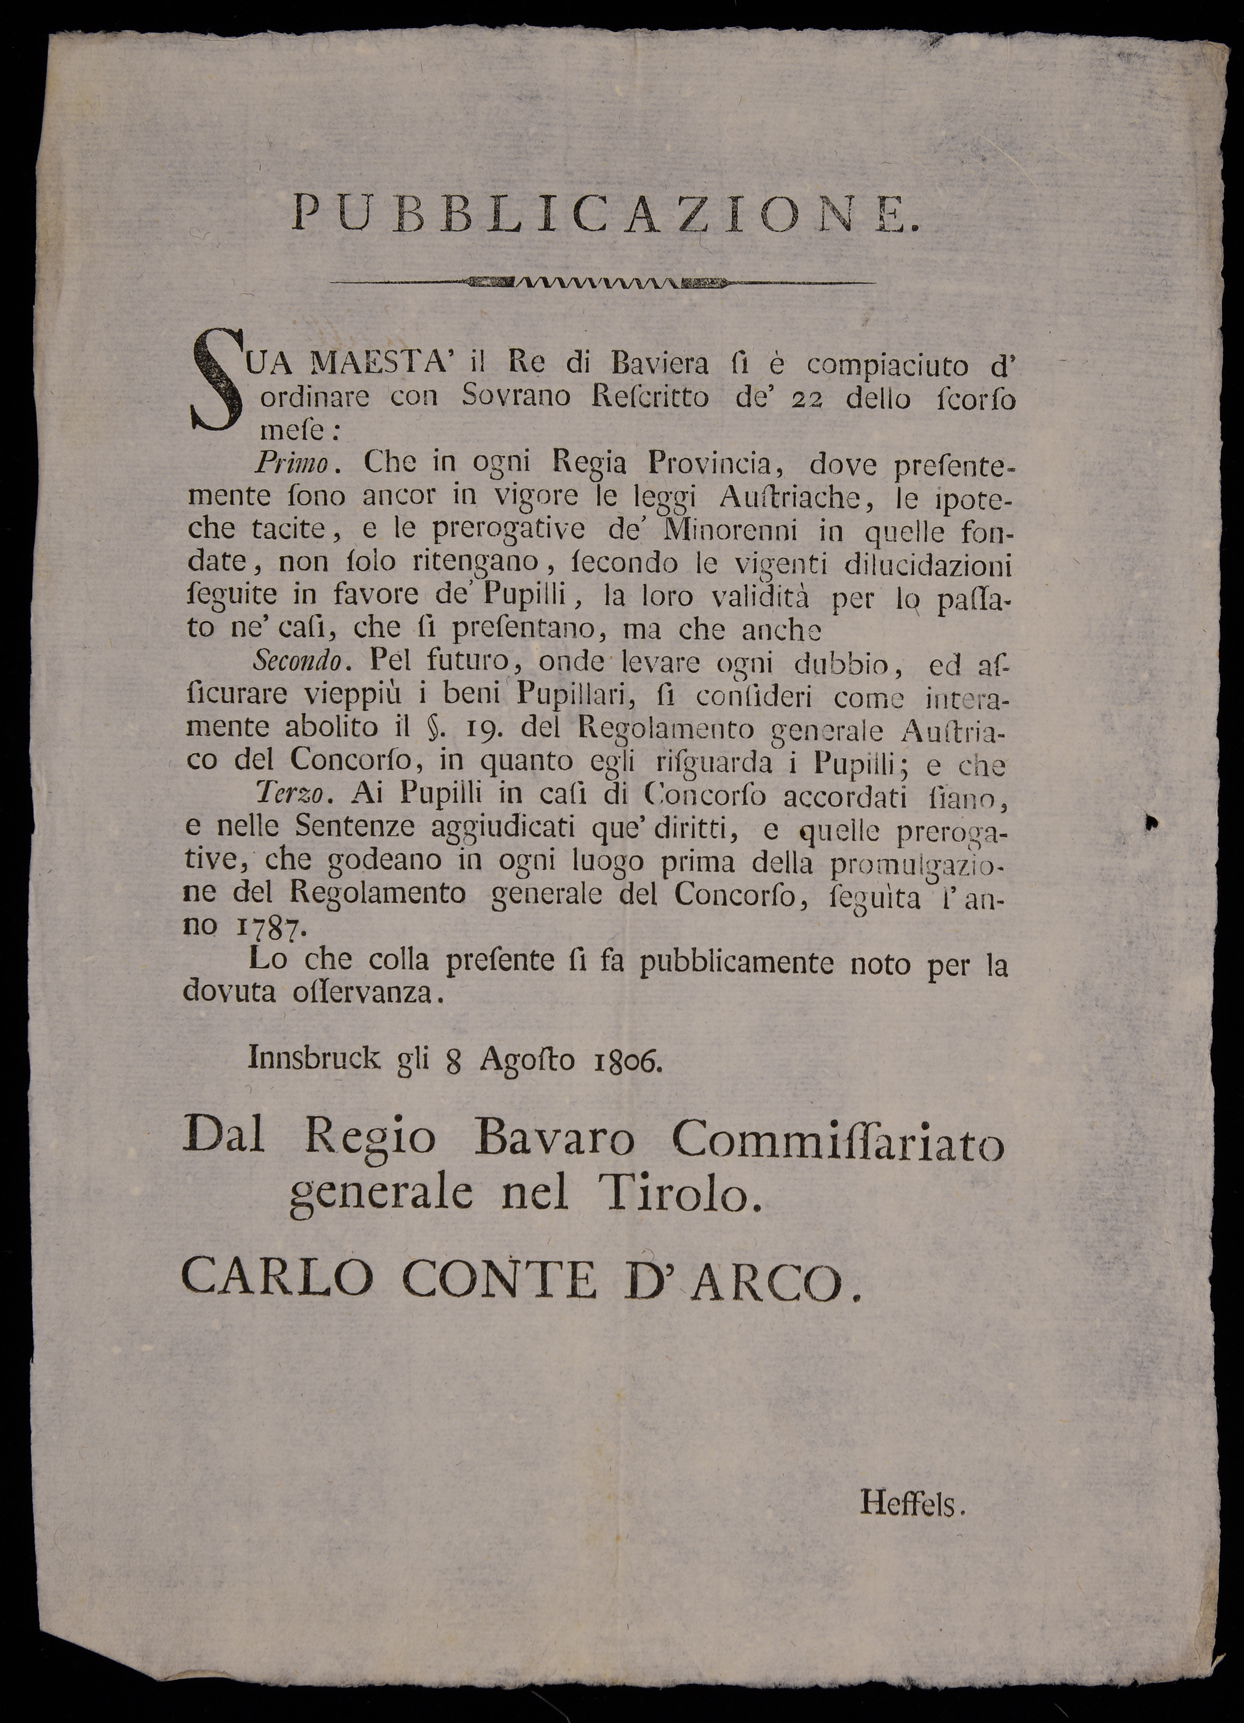 PUBBLICAZIONE.
SUA MAESTA' il Re di Baviera ſi è compiaciuto d'
ordinare con Sovrano Reſcritto de' 22 dello ſcorſo
meſe:
Primo. Che in ogni Regia Provincia, dove preſente-
mente ſono ancor in vigore le leggi Auſtriache, le ipote-
che tacite, e le prerogative de' Minorenni in quelle fon-
date, non ſolo ritengano, ſecondo le vigenti dilucidazioni
ſeguite in favore de' Pupilli, la loro validità per lo paſſa-
to ne' caſi, che ſi preſentano, ma che anche
Secondo. Pel futuro, onde levare ogni dubbio, ed aſ-
ſicurare vieppiù i beni Pupillari, ſi conſideri come intera-
mente abolito il §. 19. del Regolamento generale Auſtria-
co del Concorſo, in quanto egli riſguarda i Pupilli; e che
Terzo. Ai Pupilli in caſi di Concorſo accordati ſiano,
e nelle Sentenze aggiudicati que' diritti, e quelle preroga-
tive, che godeano in ogni luogo prima della promulgazio-
ne del Regolamento generale del Concorſo, ſeguìta l' an-
no 1787.
Lo che colla preſente ſi fa pubblicamente noto per la
dovuta oſſervanza.
Innsbruck gli 8 Agoſto 1806.
Dal Regio Bavaro Commiſſariato
generale nel Tirolo.
CARLO CONTE D' ARCO.
Heffels.